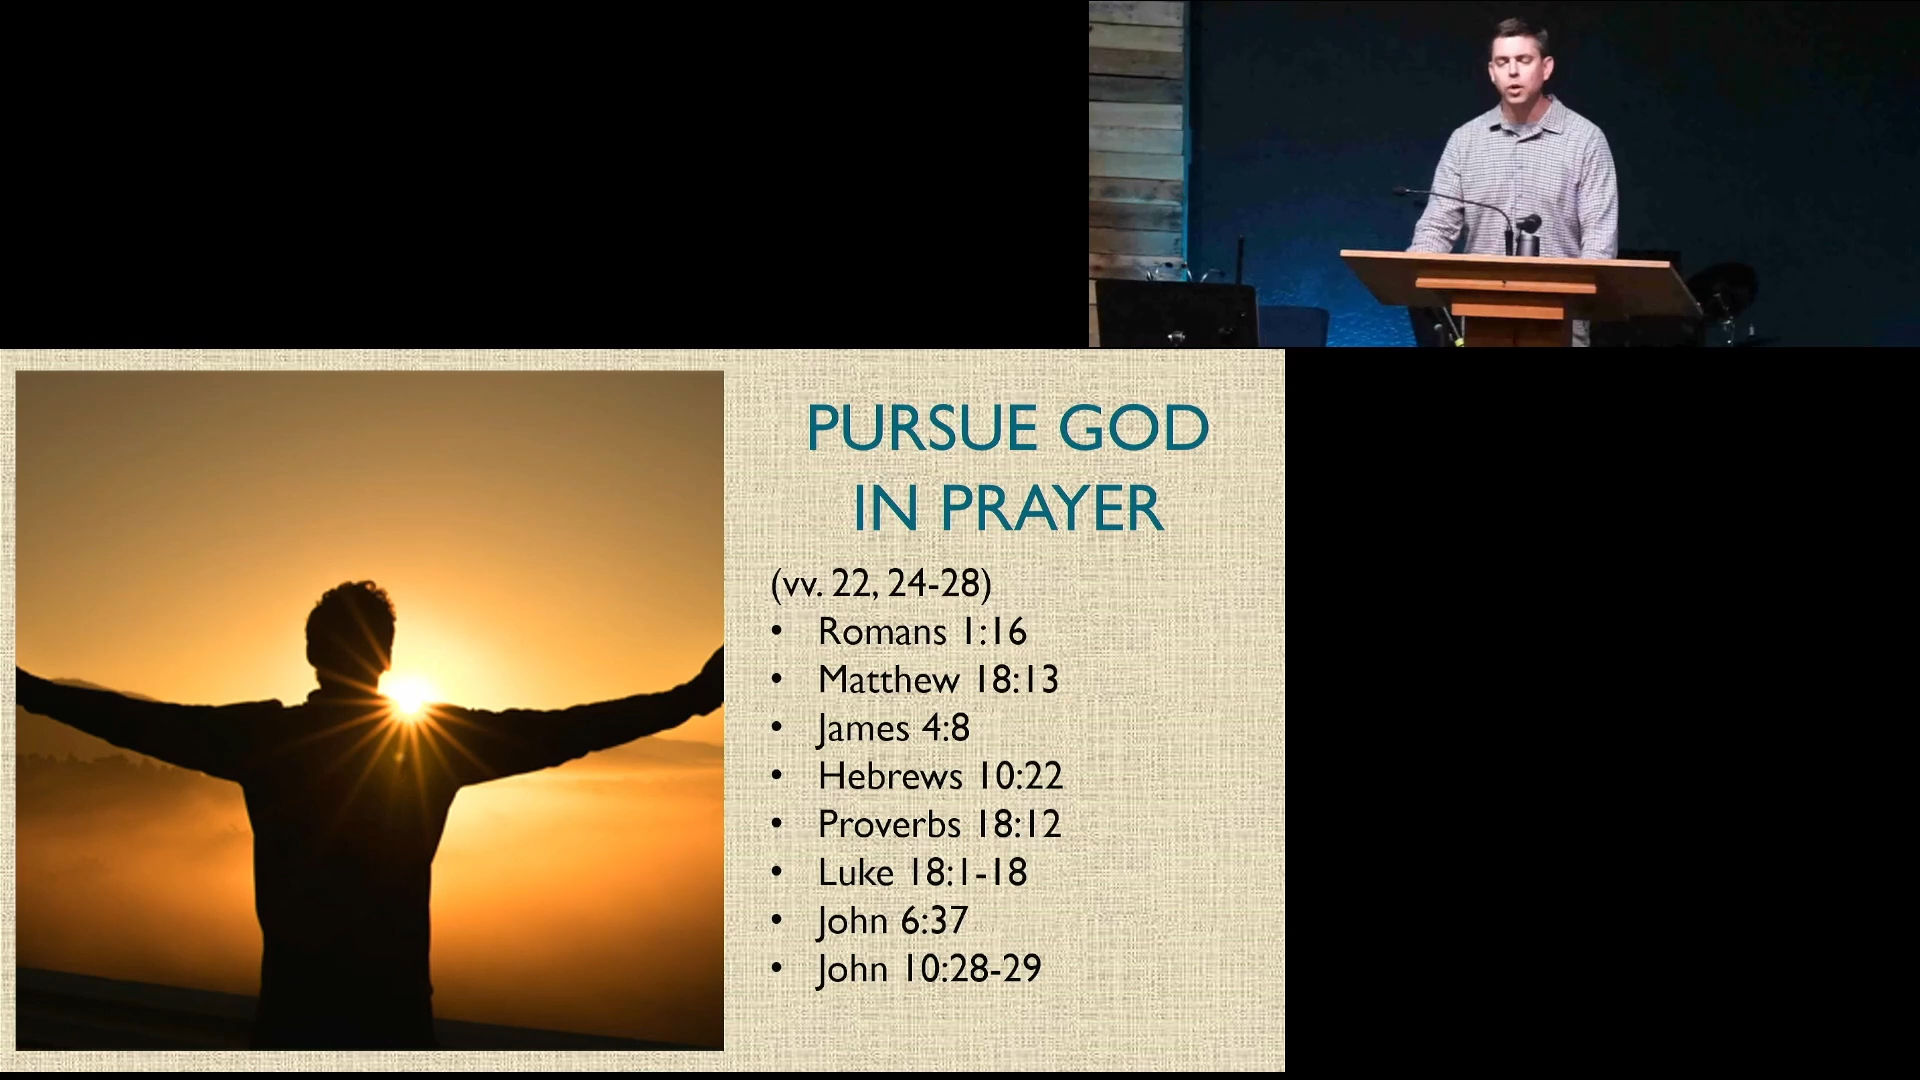 PURSUE GOD
IN PRAYER
(vv. 22, 24-28)
• Romans 1:16
• Matthew 18:13
• James 4:8
• Hebrews 10:22
• Proverbs 18:12
• Luke 18:1-18
• John 6:37
• John 10:28-29